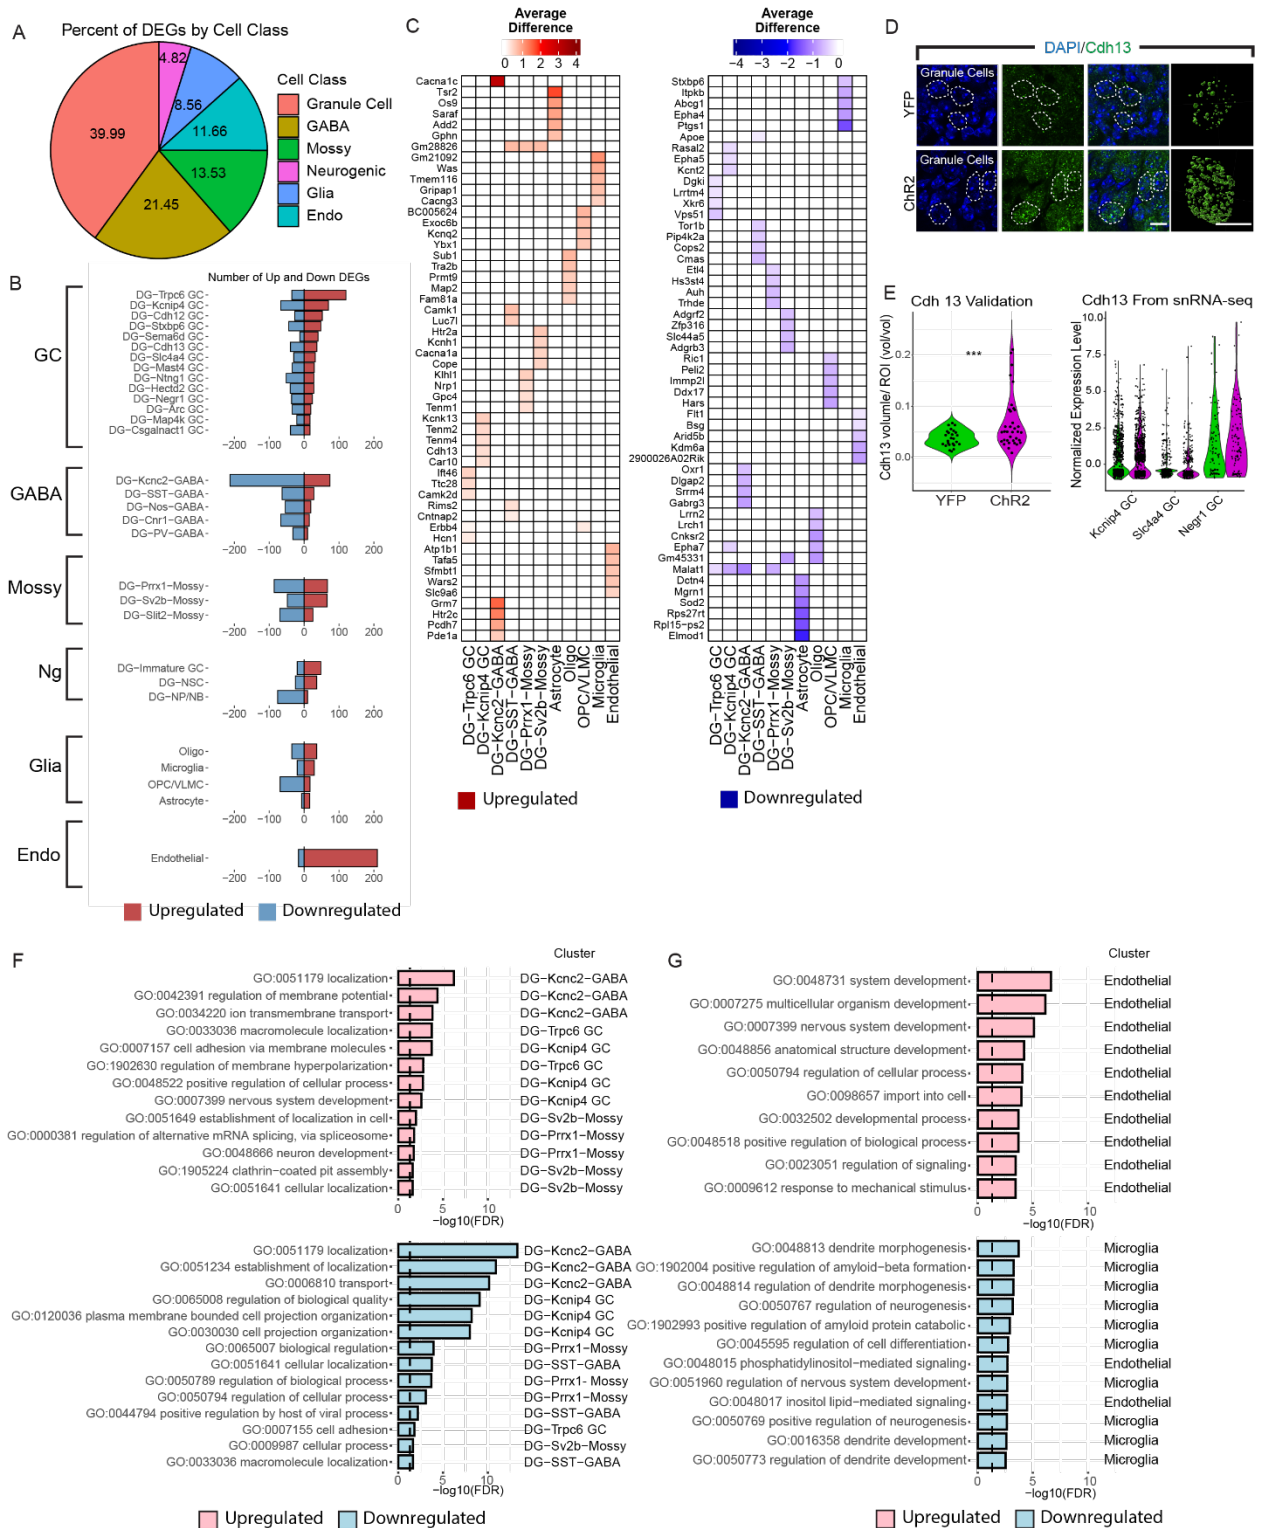 A
Percent of DEGs by Cell Class
4.82
8.56
11.66
13.53
21.45
39.99
Cell Class
Granule Cell
GABA
Mossy
Neurogenic
Glia
Endo
B
Number of Up and Down DEGs
GC
DG-Trpc6 GC
DG-Kcnip4 GC
DG-Cdh12 GC
DG-Stxbp6 GC
DG-Sema6d GC
DG-Cdh13 GC
DG-Slc4a4 GC
DG-Mast4 GC
DG-Ntng1 GC
DG-Hectd2 GC
DG-Negr1 GC
DG-Arc GC
DG-Map4k GC
DG-Csgalnact1 GC
−200 −100 0 100 200
GABA
DG-Kcnc2-GABA
DG-SST-GABA
DG-Nos-GABA
DG-Cnr1-GABA
DG-PV-GABA
−200 −100 0 100 200
Mossy
DG-Prrx1-Mossy
DG-Sv2b-Mossy
DG-Slit2-Mossy
−200 −100 0 100 200
Ng
DG-Immature GC
DG-NSC
DG-NP/NB
−200 −100 0 100 200
Glia
Oligo
Microglia
OPC/VLMC
Astrocyte
−200 −100 0 100 200
Endo
Endothelial
−200 −100 0 100 200
Upregulated Downregulated
C
Average
Difference
0 1 2 3 4
Cacna1c
Tsr2
Os9
Saraf
Add2
Gphn
Gm28826
Gm21092
Was
Tmem116
Gripap1
Cacng3
BC005624
Exoc6b
Kcnq2
Ybx1
Sub1
Tra2b
Prmt9
Map2
Fam81a
Camk1
Luc7l
Htr2a
Kcnh1
Cacna1a
Cope
Klhl1
Nrp1
Gpc4
Tenm1
Kcnk13
Tenm2
Tenm4
Cdh13
Car10
Ift46
Ttc28
Camk2d
Rims2
Cntnap2
Erbb4
Hcn1
Atp1b1
Tafa5
Sfmbt1
Wars2
Slc9a6
Grm7
Htr2c
Pcdh7
Pde1a
DG-Trpc6 GC
DG-Kcnip4 GC
DG-Kcnc2-GABA
DG-SST-GABA
DG-Prrx1-Mossy
DG-Sv2b-Mossy
Astrocyte
Oligo
OPC/VLMC
Microglia
Endothelial
Upregulated
Average
Difference
−4 −2 0
Stxbp6
Itpkb
Abcg1
Epha4
Ptgs1
Apoe
Rasal2
Epha5
Kcnt2
Dgki
Lrrtm4
Xkr6
Vps51
Tor1b
Pip4k2a
Cops2
Cmas
Etl4
Hs3st4
Auh
Trhde
Adgrf2
Zfp316
Slc44a5
Adgrb3
Ric1
Peli2
Immp2l
Ddx17
Hars
Flt1
Bsg
Arid5b
Kdm6a
2900026A02Rik
Oxr1
Dlgap2
Srrm4
Gabrg3
Lrrn2
Lrch1
Cnksr2
Epha7
Gm45331
Malat1
Dctn4
Mgrn1
Sod2
Rps27rt
Rpl15-ps2
Elmod1
DG-Trpc6 GC
DG-Kcnip4 GC
DG-Kcnc2-GABA
DG-SST-GABA
DG-Prrx1-Mossy
DG-Sv2b-Mossy
Astrocyte
Oligo
OPC/VLMC
Microglia
Endothelial
Downregulated
D
DAPI/Cdh13
YFP
Granule Cells
ChR2
Granule Cells
E
Cdh 13 Validation
Cdh13 volumie/ ROI (vol/vol)
0.2
0.1
0.0
***
YFP ChR2
Cdh13 From snRNA-seq
Normalized Expression Level
10.0
7.5
5.0
2.5
0.0
Kcnip4 GC
Slc4a4 GC
Negr1 GC
F
Cluster
GO:0051179 localization DG-Kcnc2-GABA
GO:0042391 regulation of membrane potential DG-Kcnc2-GABA
GO:0034220 ion transmembrane transport DG-Kcnc2-GABA
GO:0033036 macromolecule localization DG-Trpc6 GC
GO:0007157 cell adhesion via membrane molecules DG-Kcnip4 GC
GO:1902630 regulation of membrane hyperpolarization DG-Trpc6 GC
GO:0048522 positive regulation of cellular process DG-Kcnip4 GC
GO:0007399 nervous system development DG-Kcnip4 GC
GO:0051649 establishment of localization in cell DG-Sv2b-Mossy
GO:0000381 regulation of alternative mRNA splicing, via spliceosome DG-Prrx1-Mossy
GO:0048666 neuron development DG-Prrx1-Mossy
GO:1905224 clathrin-coated pit assembly DG-Sv2b-Mossy
GO:0051641 cellular localization DG-Sv2b-Mossy
0 5 10
−log10(FDR)
GO:0051179 localization DG-Kcnc2-GABA
GO:0051234 establishment of localization DG-Kcnc2-GABA
GO:0006810 transport DG-Kcnc2-GABA
GO:0065008 regulation of biological quality DG-Kcnip4 GC
GO:0120036 plasma membrane bounded cell projection organization DG-Kcnip4 GC
GO:0030030 cell projection organization DG-Kcnip4 GC
GO:0065007 biological regulation DG-Prrx1-Mossy
GO:0051641 cellular localization DG-SST-GABA
GO:0050789 regulation of biological process DG-Prrx1- Mossy
GO:0050794 regulation of cellular process DG-Prrx1-Mossy
GO:0044794 positive regulation by host of viral process DG-SST-GABA
GO:0007155 cell adhesion DG-Trpc6 GC
GO:0009987 cellular process DG-Sv2b-Mossy
GO:0033036 macromolecule localization DG-SST-GABA
0 5 10
−log10(FDR)
Upregulated Downregulated
G
Cluster
GO:0048731 system development Endothelial
GO:0007275 multicellular organism development Endothelial
GO:0007399 nervous system development Endothelial
GO:0048856 anatomical structure development Endothelial
GO:0050794 regulation of cellular process Endothelial
GO:0098657 import into cell Endothelial
GO:0032502 developmental process Endothelial
GO:0048518 positive regulation of biological process Endothelial
GO:0023051 regulation of signaling Endothelial
GO:0009612 response to mechanical stimulus Endothelial
0 5 10
−log10(FDR)
GO:0048813 dendrite morphogenesis Microglia
GO:1902004 positive regulation of amyloid-beta formation Microglia
GO:0048814 regulation of dendrite morphogenesis Microglia
GO:0050767 regulation of neurogenesis Microglia
GO:1902993 positive regulation of amyloid protein catabolic Microglia
GO:0045595 regulation of cell differentiation Microglia
GO:0048015 phosphatidylinositol-mediated signaling Endothelial
GO:0051960 regulation of nervous system development Microglia
GO:0048017 inositol lipid-mediated signaling Endothelial
GO:0050769 positive regulation of neurogenesis Microglia
GO:0016358 dendrite development Microglia
GO:0050773 regulation of dendrite development Microglia
0 5 10
−log10(FDR)
Upregulated Downregulated